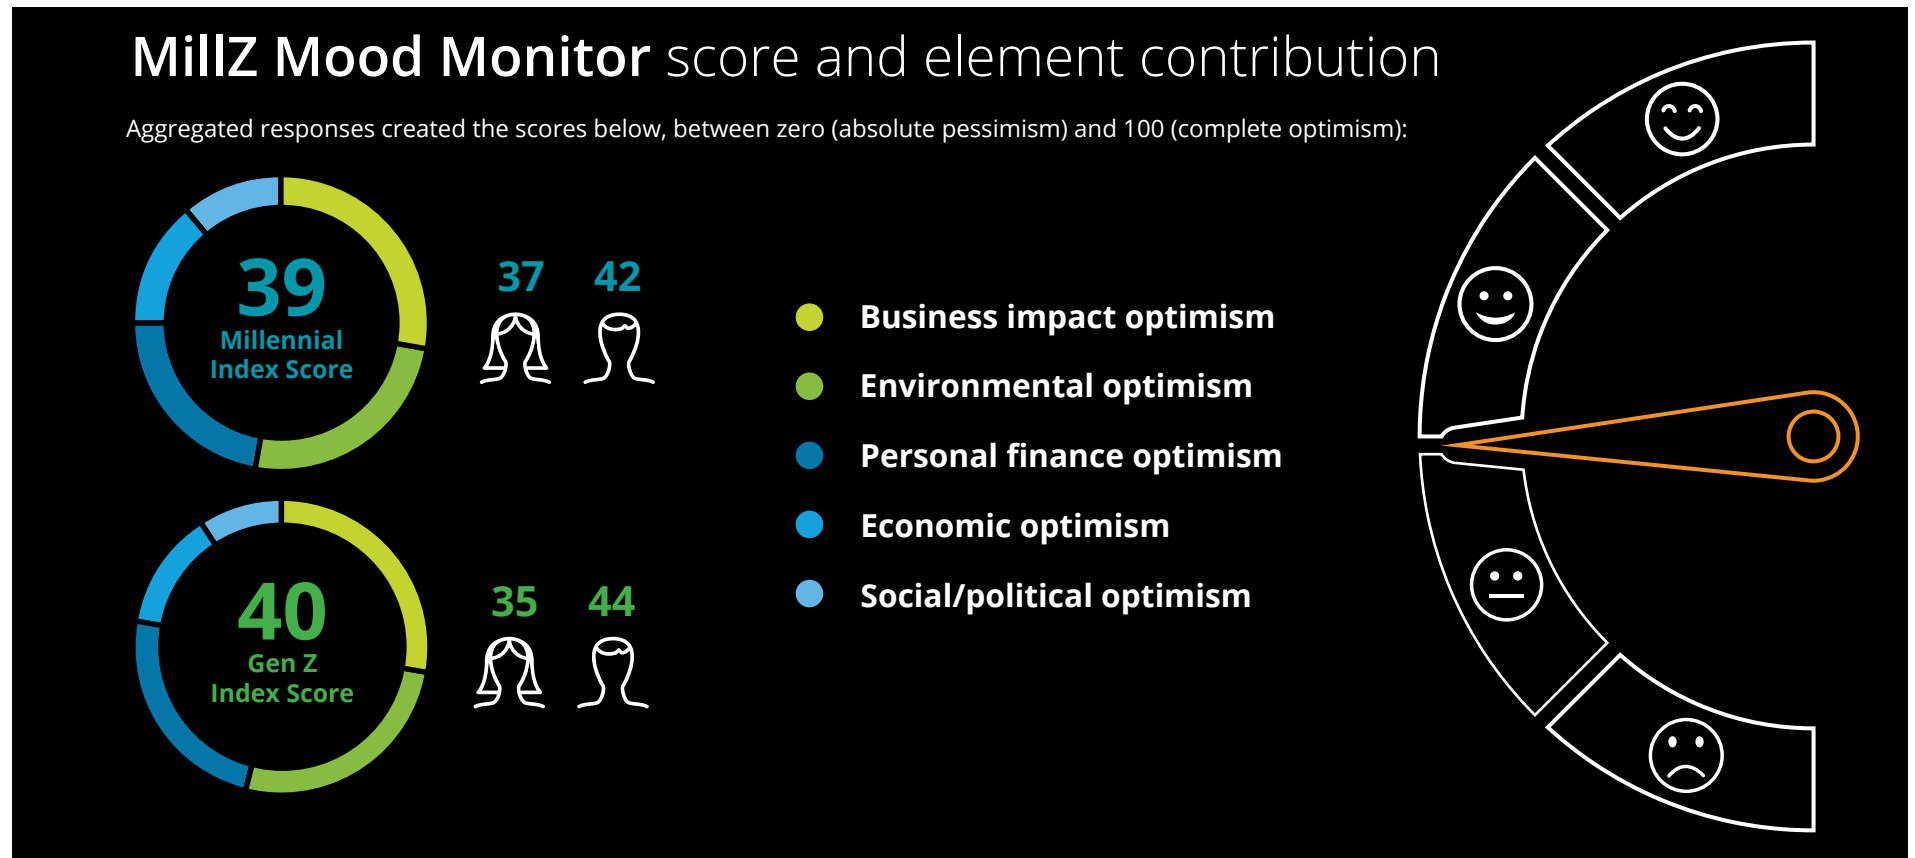 MillZ Mood Monitor score and element contribution
Aggregated responses created the scores below, between zero (absolute pessimism) and 100 (complete optimism):
39
Millennial
Index Score
37 42
40
Gen Z
Index Score
35 44
Business impact optimism
Environmental optimism
Personal finance optimism
Economic optimism
Social/political optimism